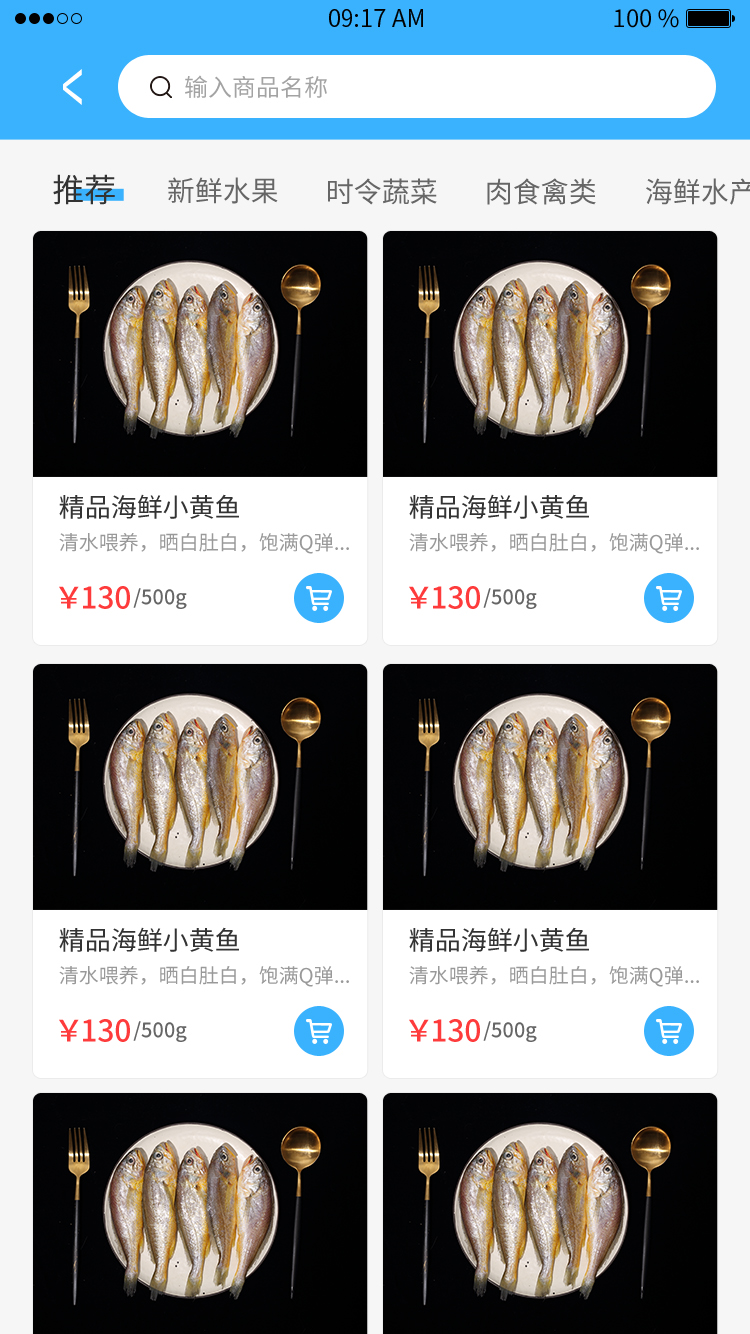 09:17 AM
100 %
输入商品名称
推荐 新鲜水果 时令蔬菜 肉食禽类 海鲜水产
精品海鲜小黄鱼
清水喂养，晒白肚白，饱满Q弹...
￥130/500g
精品海鲜小黄鱼
清水喂养，晒白肚白，饱满Q弹...
￥130/500g
精品海鲜小黄鱼
清水喂养，晒白肚白，饱满Q弹...
￥130/500g
精品海鲜小黄鱼
清水喂养，晒白肚白，饱满Q弹...
￥130/500g